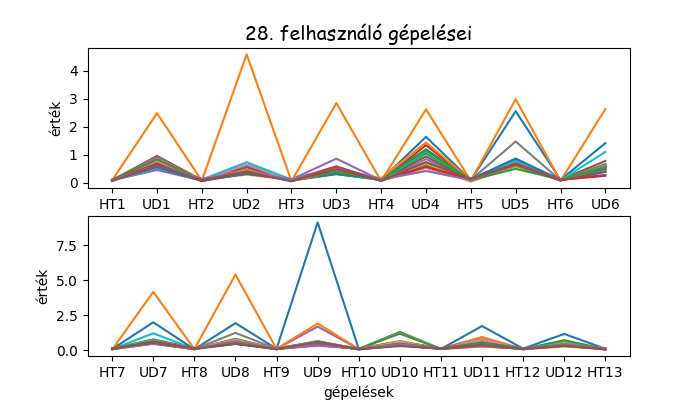 28. felhasználó gépelései
érték
4
3
2
1
0
HT1 UD1 HT2 UD2 HT3 UD3 HT4 UD4 HT5 UD5 HT6 UD6
érték
7.5
5.0
2.5
0.0
HT7 UD7 HT8 UD8 HT9 UD9 HT10 UD10 HT11 UD11 HT12 UD12 HT13
gépelések